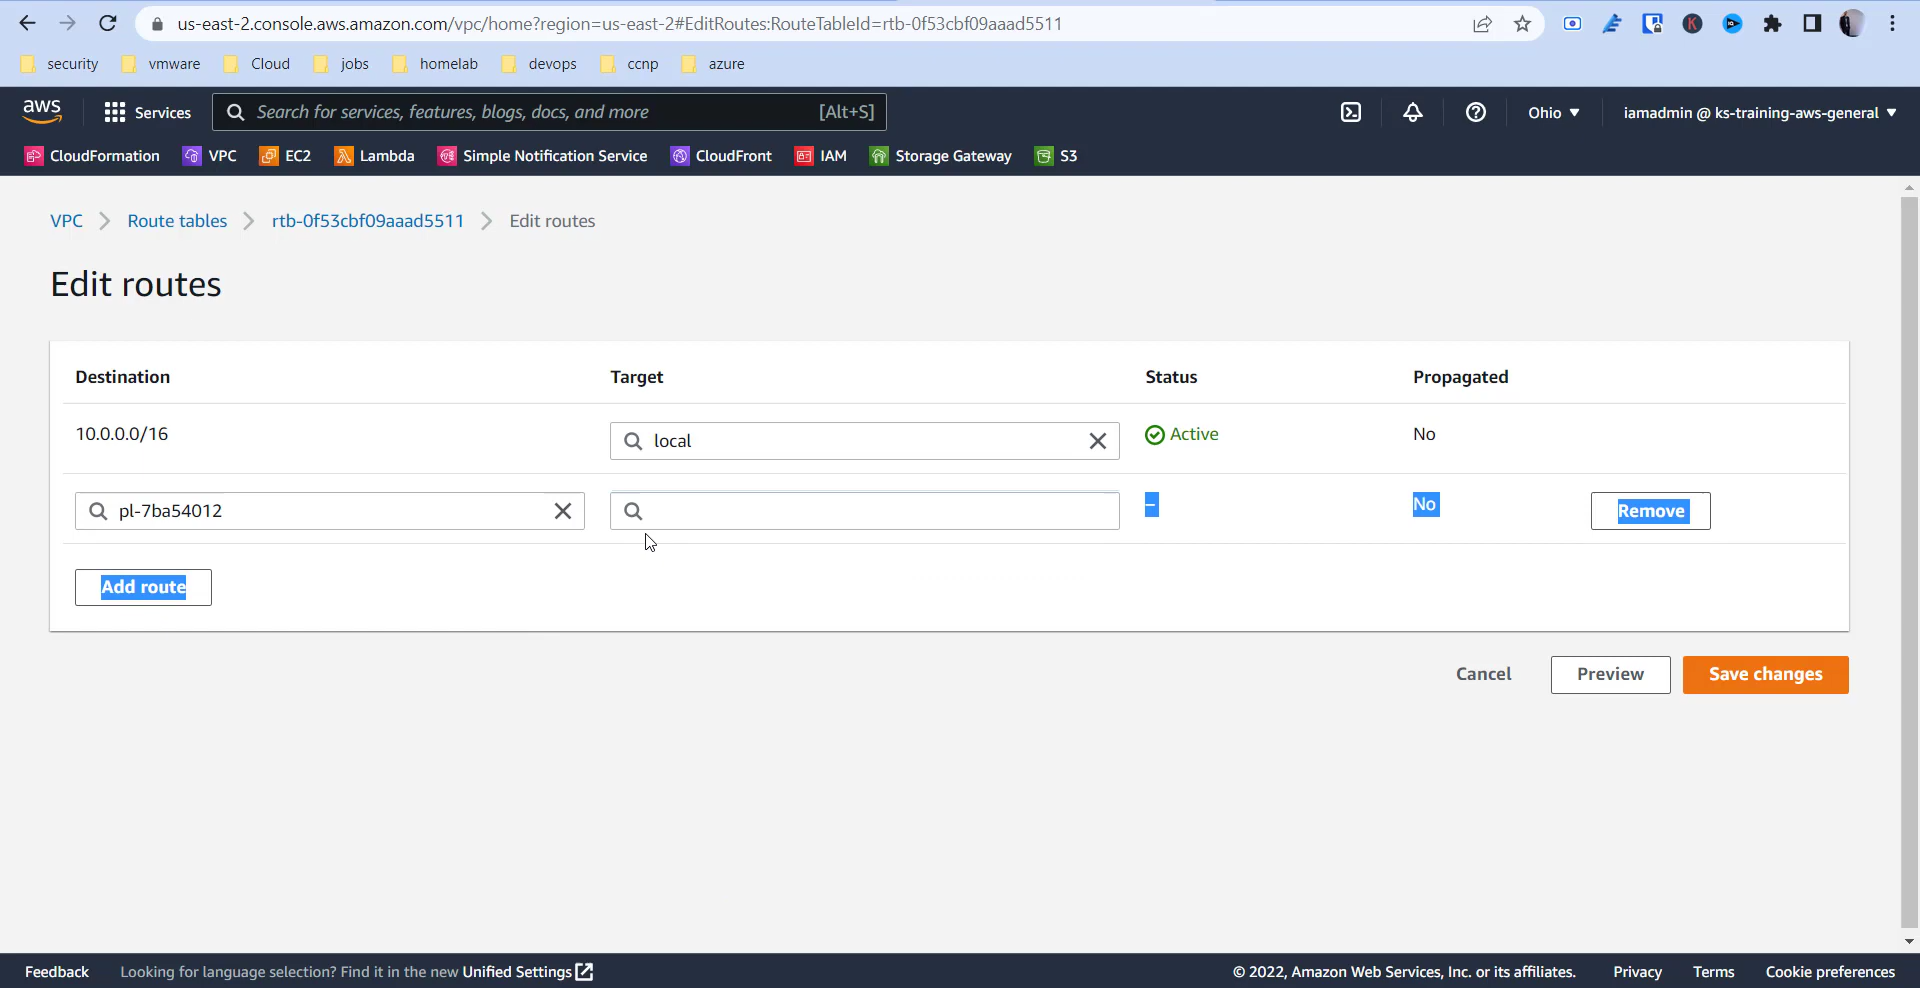 us-east-2.console.aws.amazon.com/vpc/home?region=us-east-2#EditRoutes:RouteTableId=rtb-0f53cbf09aaad5511
security vmware Cloud jobs homelab devops ccnp azure
aws Services Search for services, features, blogs, docs, and more [Alt+S] Ohio iamadmin @ ks-training-aws-general
CloudFormation VPC EC2 Lambda Simple Notification Service CloudFront IAM Storage Gateway S3
VPC Route tables rtb-0f53cbf09aaad5511 Edit routes
Edit routes
Destination Target Status Propagated
10.0.0.0/16 local Active No
pl-7ba54012 – No Remove
Add route
Cancel Preview Save changes
Feedback Looking for language selection? Find it in the new Unified Settings © 2022, Amazon Web Services, Inc. or its affiliates. Privacy Terms Cookie preferences